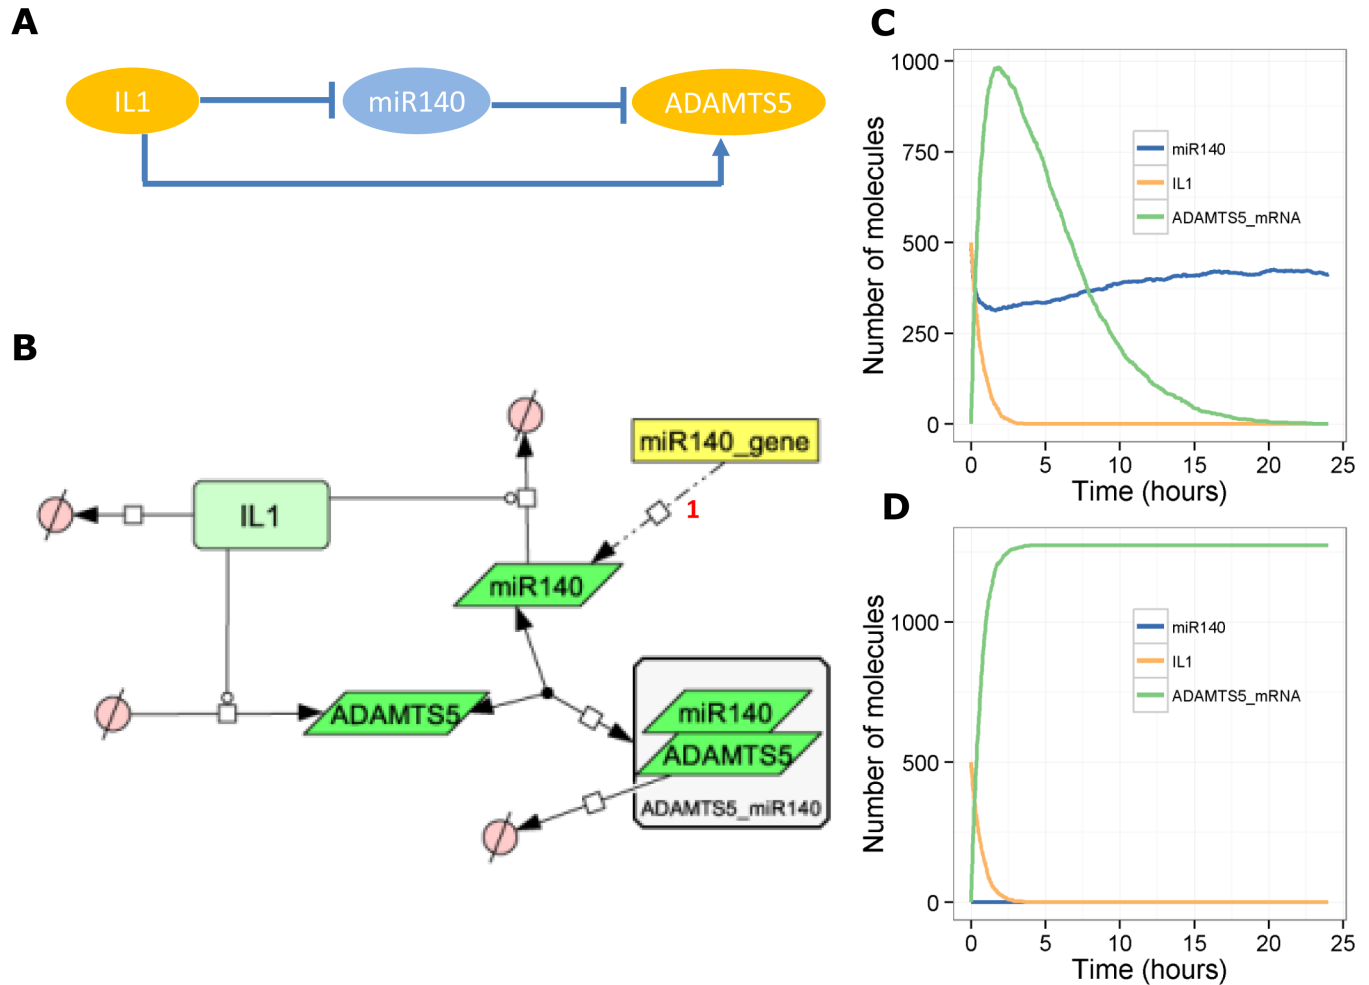 A
IL1
miR140
ADAMTS5
B
miR140_gene
1
IL1
miR140
ADAMTS5
miR140
ADAMTS5
ADAMTS5_miR140
C
Number of molecules
1000
750
500
250
0
miR140
IL1
ADAMTS5_mRNA
0 5 10 15 20 25
Time (hours)
D
Number of molecules
1000
500
0
miR140
IL1
ADAMTS5_mRNA
0 5 10 15 20 25
Time (hours)